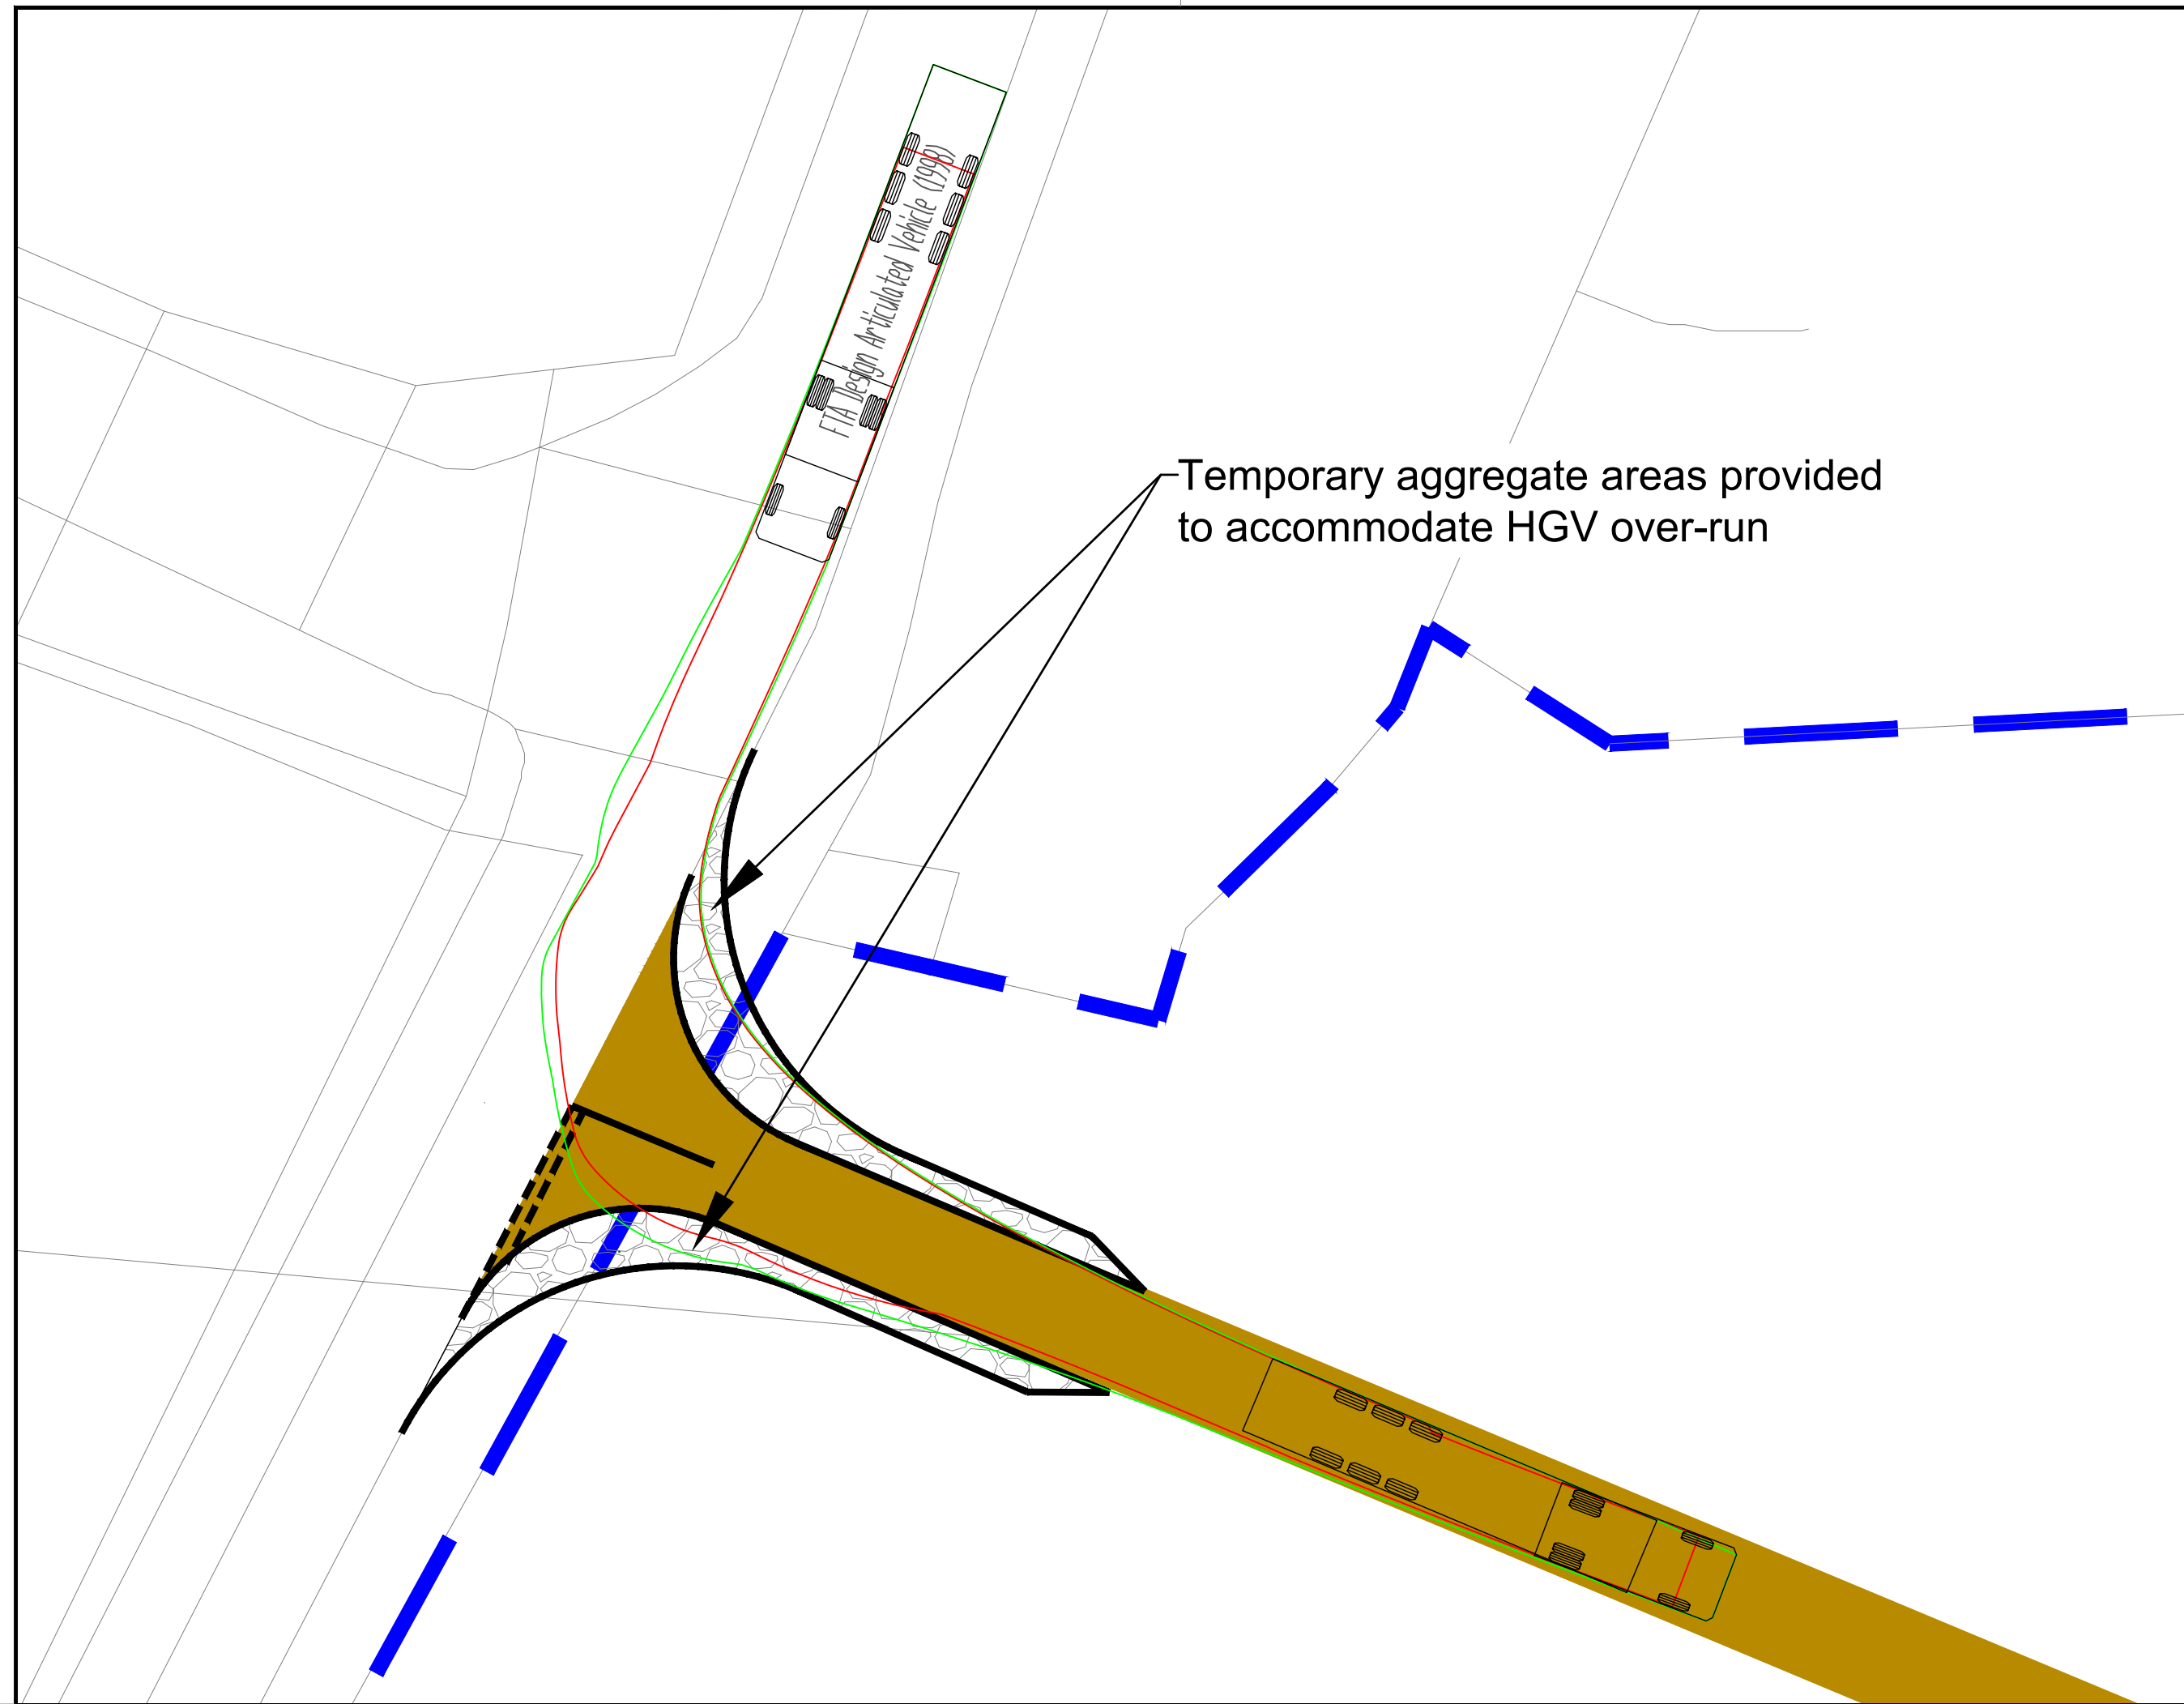 FTA Design Articulated Vehicle (1998)
Temporary aggregate areas provided
to accommodate HGV over-run